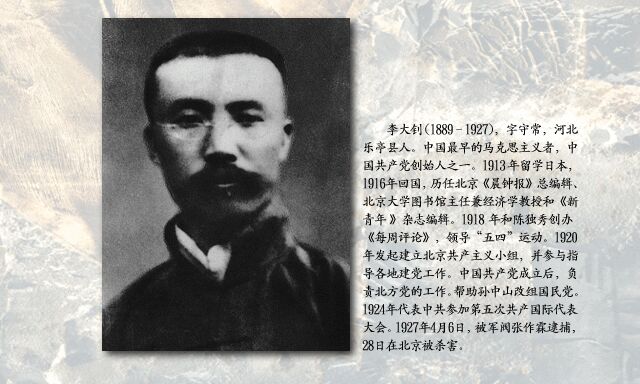 李大钊(1889－1927)，字守常，河北
乐亭县人。中国最早的马克思主义者，中
国共产党创始人之一。1913年留学日本，
1916年回国，历任北京《晨钟报》总编辑、
北京大学图书馆主任兼经济学教授和《新
青年》杂志编辑。1918 年和陈独秀创办
《每周评论》，领导“五四”运动。1920
年发起建立北京共产主义小组，并参与指
导各地建党工作。中国共产党成立后，负
责北方党的工作。帮助孙中山改组国民党。
1924年代表中共参加第五次共产国际代表
大会。1927年4月6日，被军阀张作霖逮捕，
28日在北京被杀害。